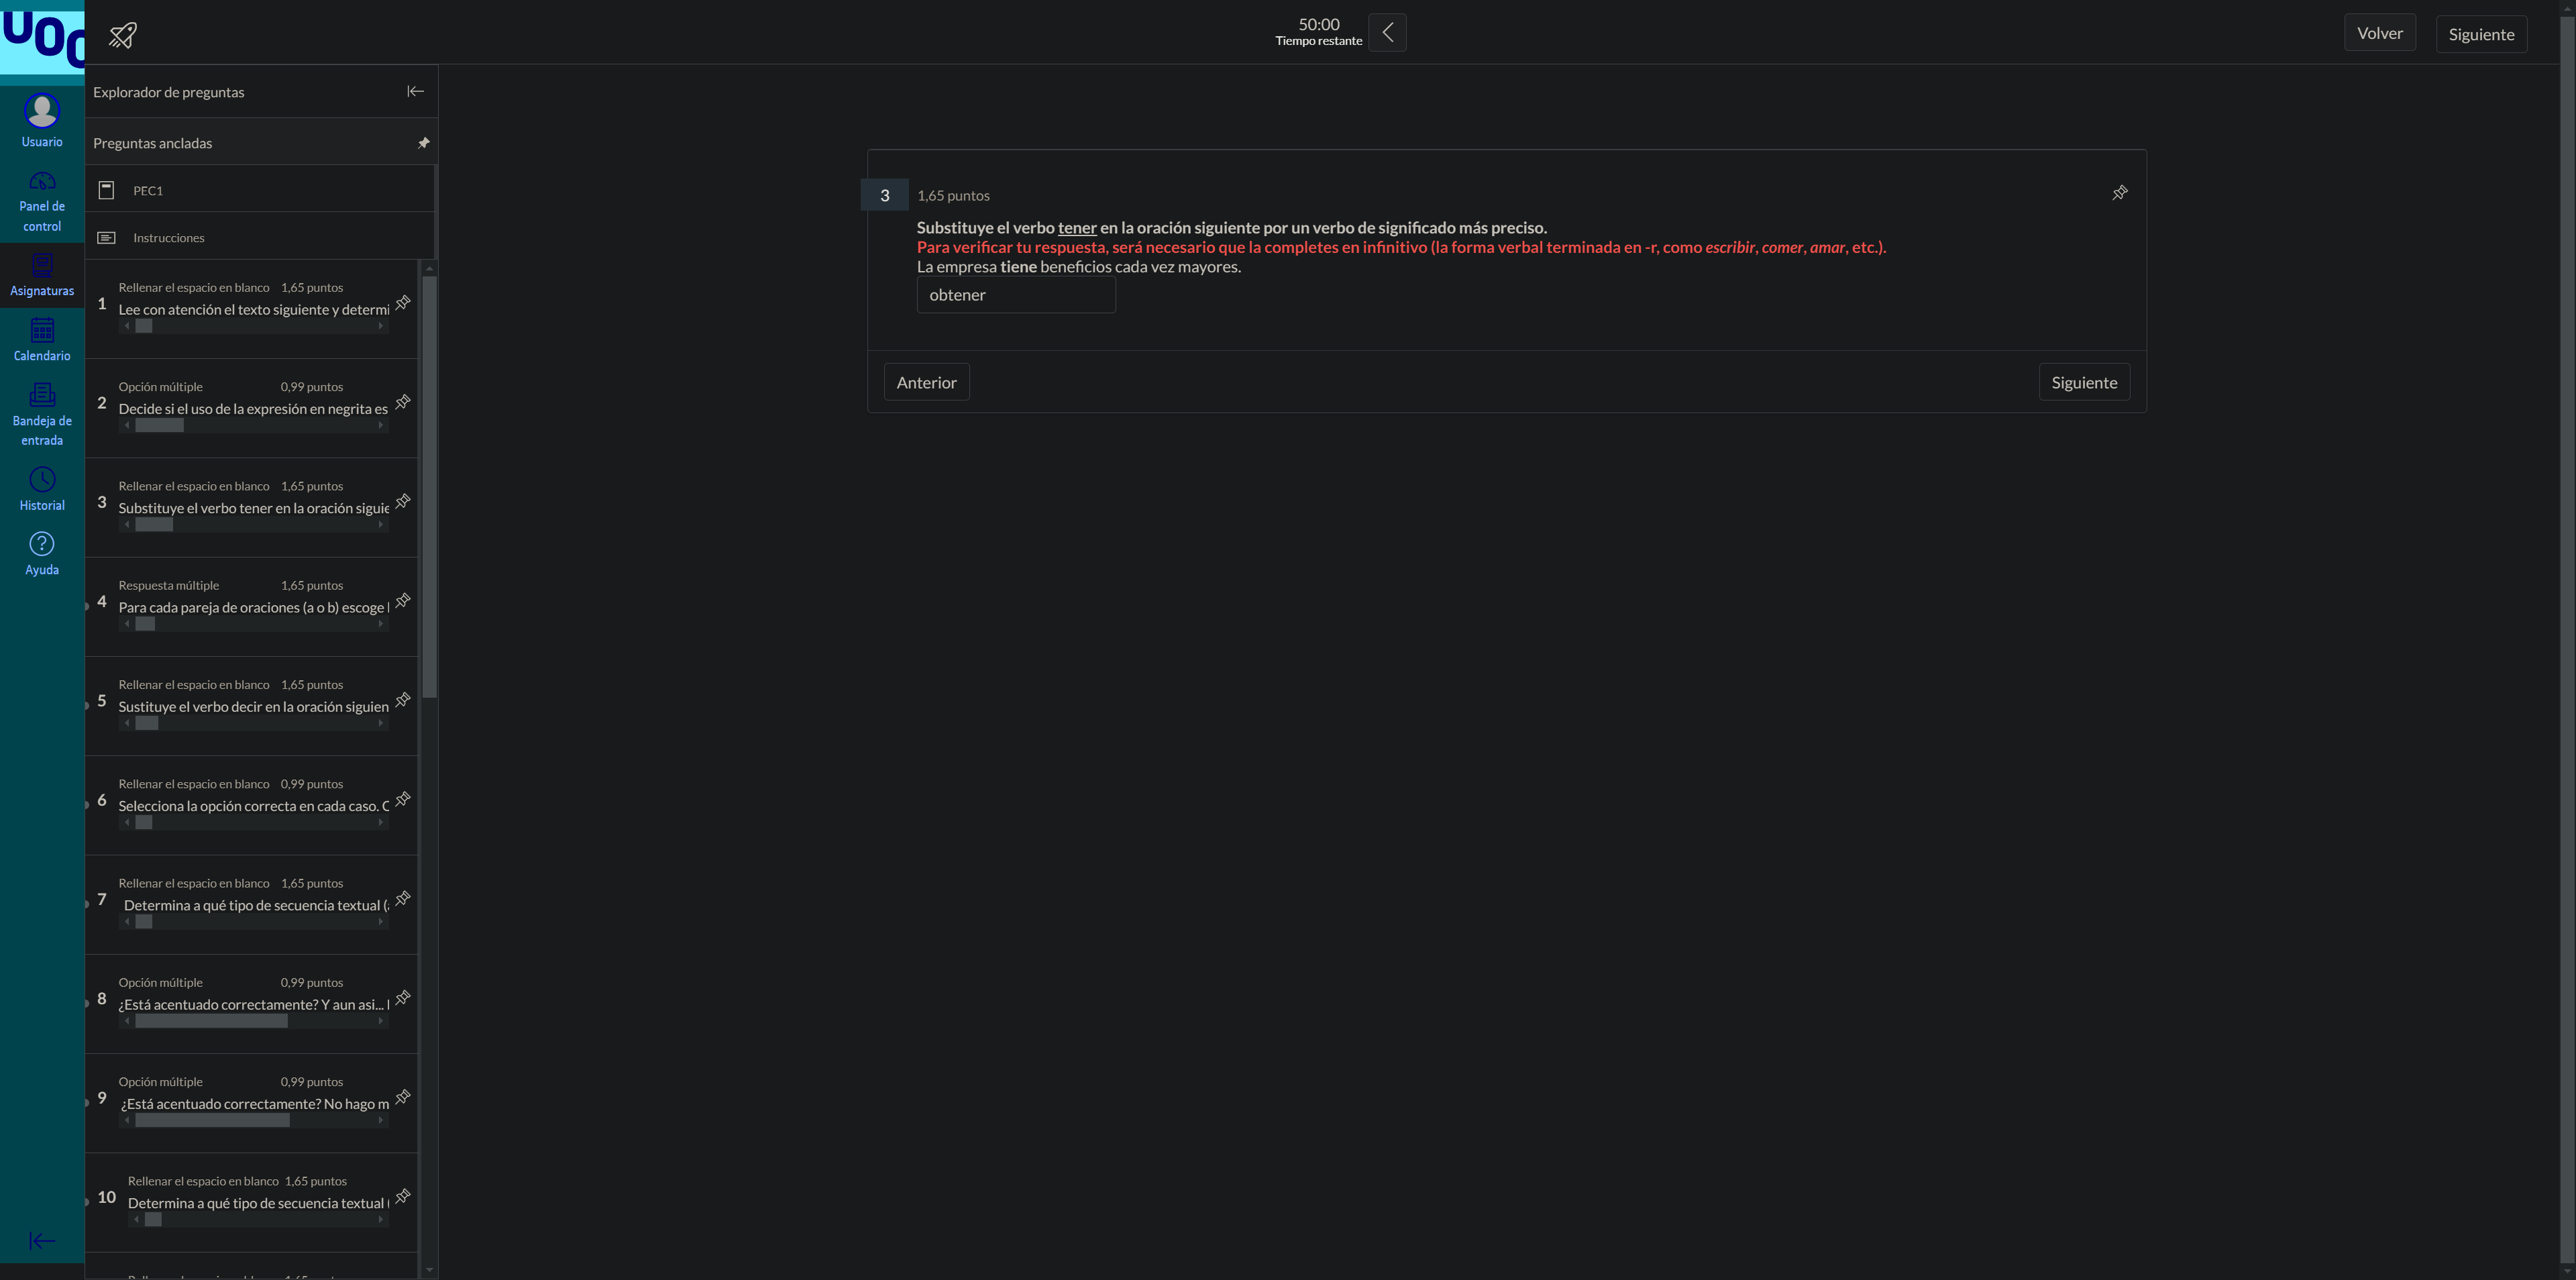 UOC
50:00
Tiempo restante
Volver
Siguiente
Usuario
Panel de
control
Asignaturas
Calendario
Bandeja de
entrada
Historial
Ayuda
Explorador de preguntas
Preguntas ancladas
PEC1
Instrucciones
Rellenar el espacio en blanco 1,65 puntos
1 Lee con atención el texto siguiente y determi
Opción múltiple 0,99 puntos
2 Decide si el uso de la expresión en negrita es
Rellenar el espacio en blanco 1,65 puntos
3 Substituye el verbo tener en la oración siguie
Respuesta múltiple 1,65 puntos
4 Para cada pareja de oraciones (a o b) escoge
Rellenar el espacio en blanco 1,65 puntos
5 Sustituye el verbo decir en la oración siguien
Rellenar el espacio en blanco 0,99 puntos
6 Selecciona la opción correcta en cada caso. C
Rellenar el espacio en blanco 1,65 puntos
7 Determina a qué tipo de secuencia textual (
Opción múltiple 0,99 puntos
8 ¿Está acentuado correctamente? Y aun asi...
Opción múltiple 0,99 puntos
9 ¿Está acentuado correctamente? No hago m
Rellenar el espacio en blanco 1,65 puntos
10 Determina a qué tipo de secuencia textual
3 1,65 puntos
Substituye el verbo tener en la oración siguiente por un verbo de significado más preciso.
Para verificar tu respuesta, será necesario que la completes en infinitivo (la forma verbal terminada en -r, como escribir, comer, amar, etc.).
La empresa tiene beneficios cada vez mayores.
obtener
Anterior
Siguiente